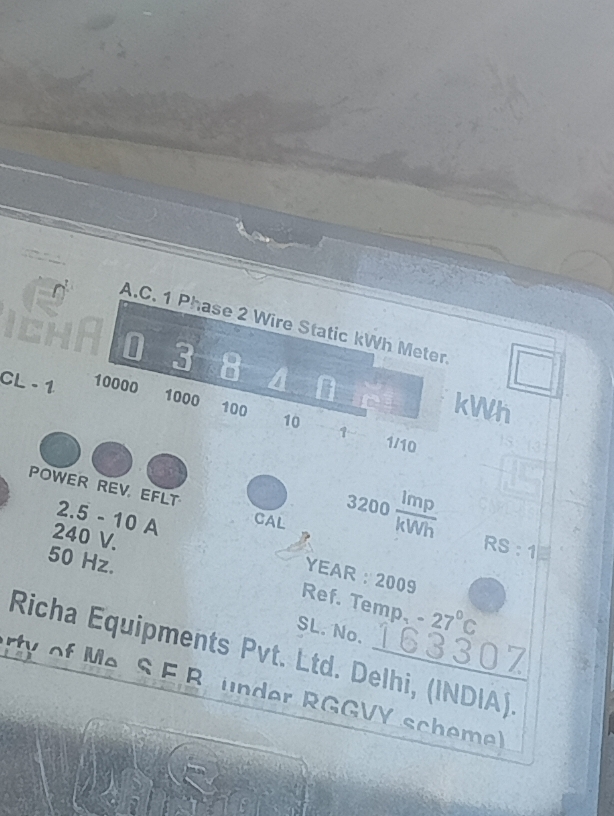 A.C. 1 Phase 2 Wire Static kWh Meter.
RICHA
0 3 8 4 0
kWh
CL - 1
10000 1000 100 10 1 1/10
POWER REV. EFLT
CAL
3200 Imp
kWh
2.5 - 10 A
240 V.
50 Hz.
RS : 1
YEAR : 2009
Ref. Temp. - 27°C
SL. No. 163307
Richa Equipments Pvt. Ltd. Delhi, (INDIA).
of S.E.B. under RGGVY scheme)